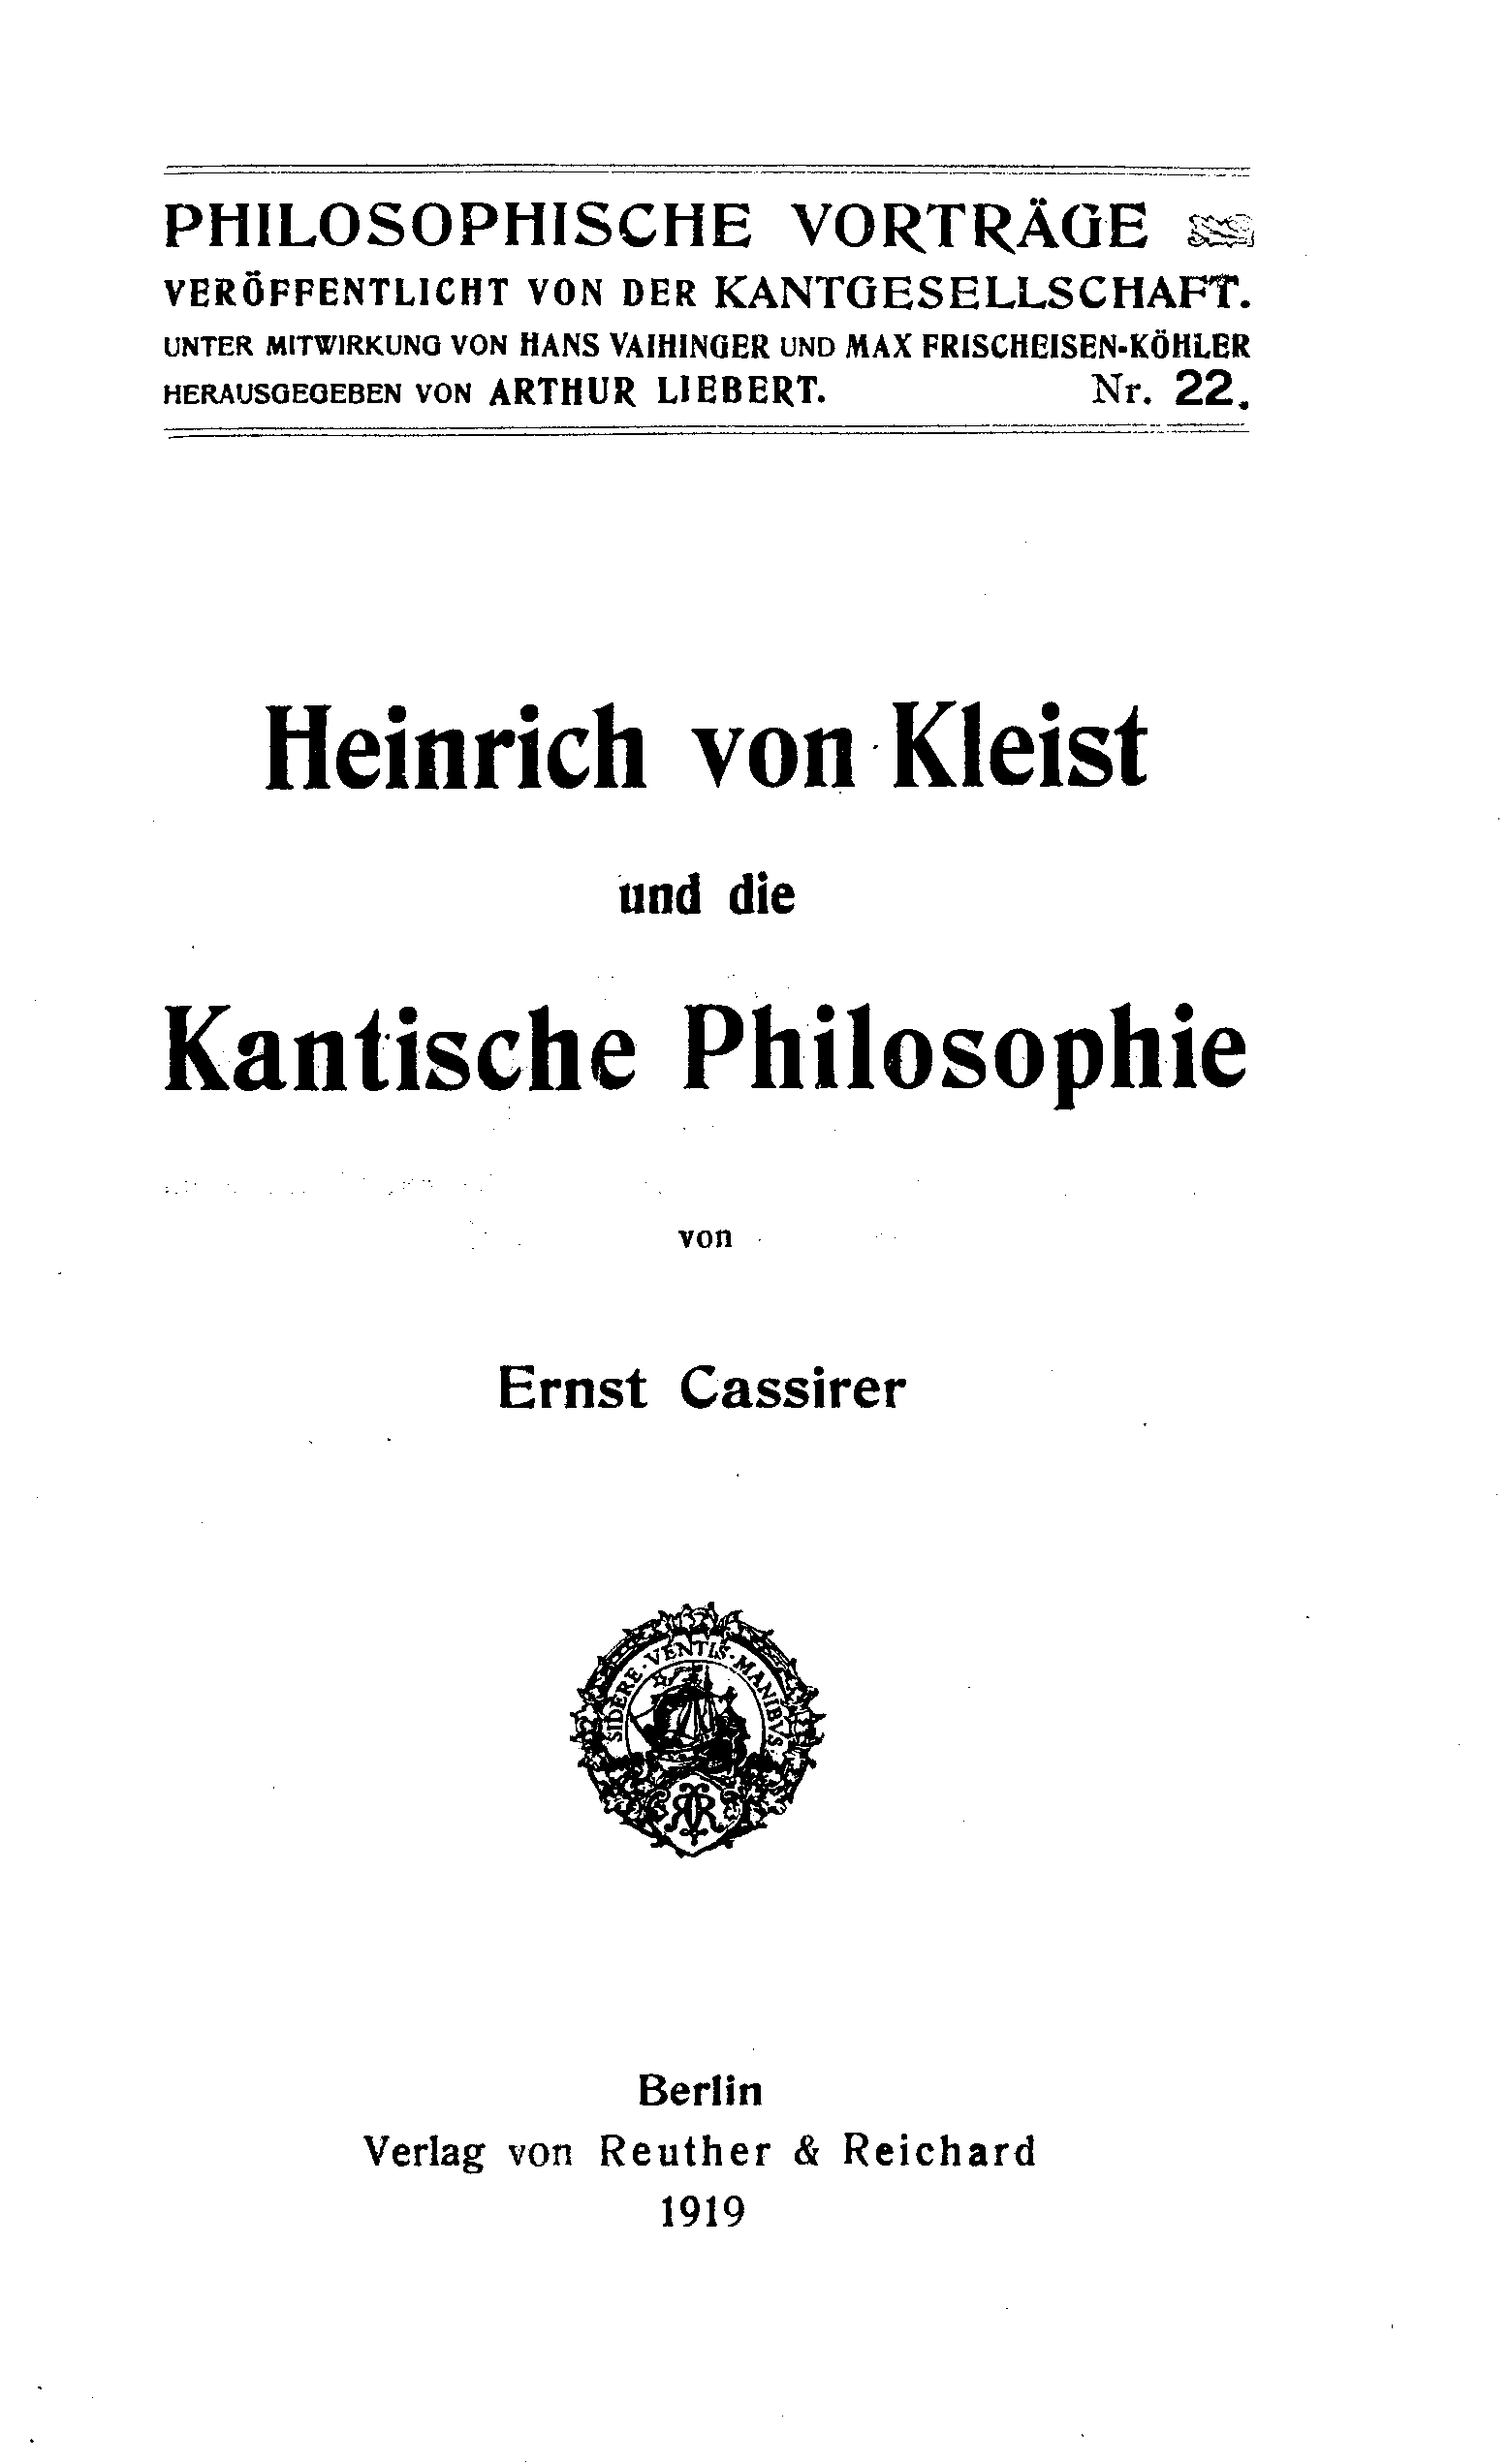 PHILOSOPHISCHE VORTRÄGE
VERÖFFENTLICHT VON DER KANTGESELLSCHAFT.
UNTER MITWIRKUNG VON HANS VAIHINGER UND MAX FRISCHEISEN-KÖHLER
HERAUSGEGEBEN VON ARTHUR LIEBERT. Nr. 22.
Heinrich von Kleist
und die
Kantische Philosophie
von
Ernst Cassirer
SIDERE·VENTIS·MANIBVS·
Berlin
Verlag von Reuther & Reichard
1919